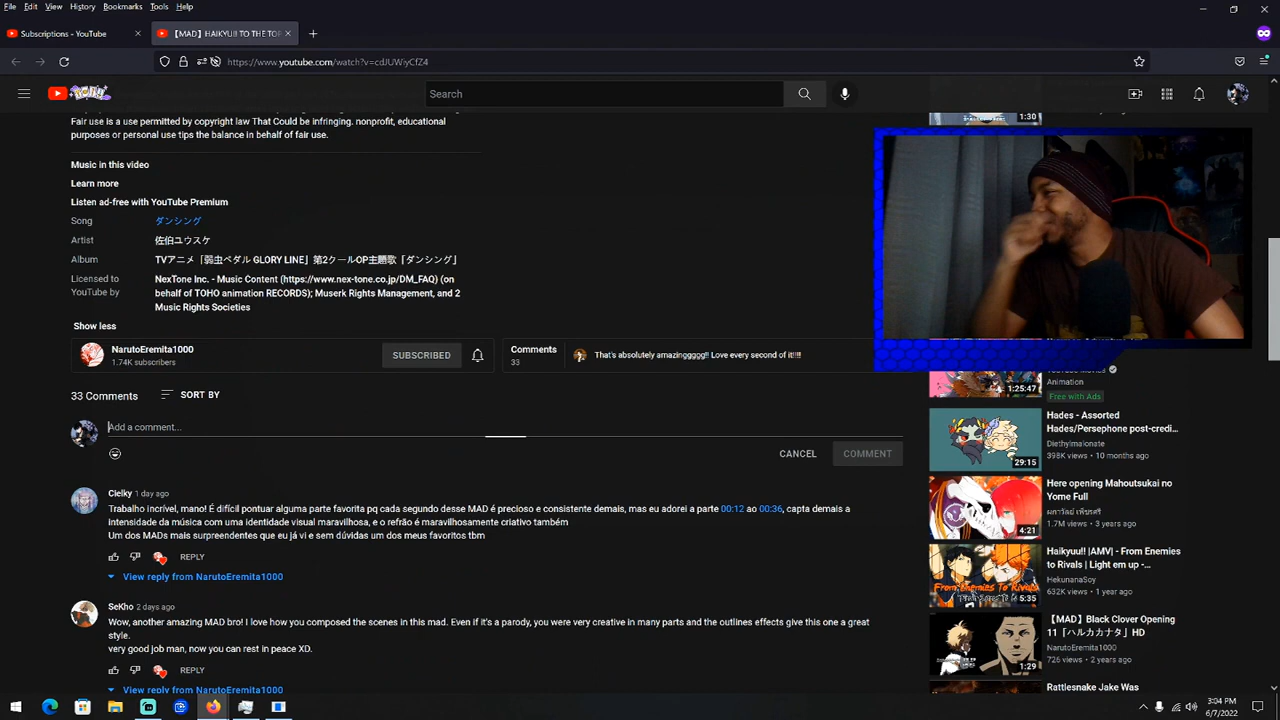 File Edit View History Bookmarks Tools Help
Subscriptions - YouTube
【MAD】HAIKYU!! TO THE TOP
https://www.youtube.com/watch?v=cdJUWiyCfZ4
Search
Fair use is a use permitted by copyright law That Could be infringing. nonprofit, educational
purposes or personal use tips the balance in behalf of fair use.
Music in this video
Learn more
Listen ad-free with YouTube Premium
Song ダンシング
Artist 佐伯ユウスケ
Album TVアニメ「弱虫ペダル GLORY LINE」第2クールOP主題歌「ダンシング」
Licensed to YouTube by NexTone Inc. - Music Content (https://www.nex-tone.co.jp/DM_FAQ) (on
behalf of TOHO animation RECORDS); Muserk Rights Management, and 2
Music Rights Societies
Show less
NarutoEremita1000
1.74K subscribers
SUBSCRIBED
Comments
33
That's absolutely amazinggggg!! Love every second of it!!!!
33 Comments
SORT BY
Add a comment...
CANCEL
COMMENT
Clelky 1 day ago
Trabalho incrível, mano! É difícil pontuar uma parte favorita pq cada segundo desse MAD é precioso e consistente demais, mas eu adorei a parte 00:12 ao 00:36, capta demais a
intensidade da música com uma identidade visual maravilhosa, e o refrão é maravilhosamente criativo também
Um dos MADs mais surpreendentes que eu já vi e sem dúvidas um dos meus favoritos tbm
REPLY
View reply from NarutoEremita1000
SeKho 2 days ago
Wow, another amazing MAD bro! I love how you composed the scenes in this mad. Even if it's a parody, you were very creative in many parts and the outlines effects give this one a great
style.
very good job man, now you can rest in peace XD.
REPLY
View reply from NarutoEremita1000
1:30
Animation
Free with Ads
1:25:47
Hades - Assorted
Hades/Persephone post-credi...
Diethylmalonate
398K views • 10 months ago
29:15
Here opening Mahoutsukai no
Yome Full
1.7M views • 3 years ago
4:21
Haikyuu!! |AMV| - From Enemies
to Rivals | Light em up - ...
HekunanaSoy
632K views • 1 year ago
From Enemies
To Rivals
5:35
【MAD】Black Clover Opening
11「ハルカカナタ」HD
NarutoEremita1000
726 views • 2 years ago
1:29
Rattlesnake Jake Was
3:04 PM
6/7/2022